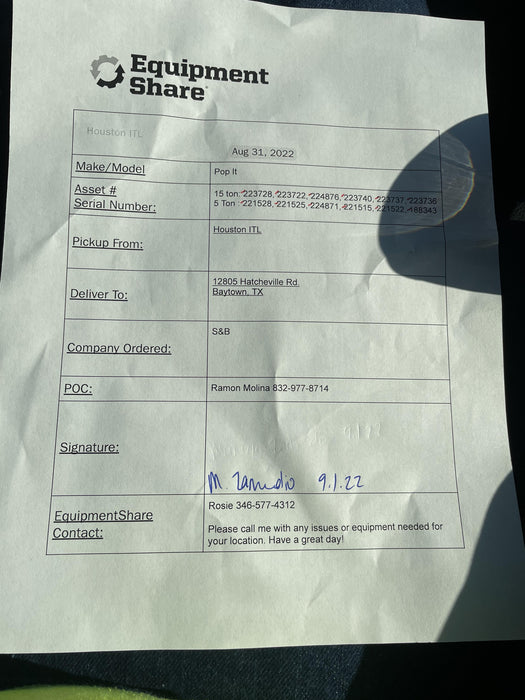 Equipment
Share
Houston ITL
Aug 31, 2022
Make/Model
Pop It
Asset #
Serial Number:
15 ton, 223728, 223722, 224876, 223740, 223737, 223736
5 Ton 221528, 221525, 224871, 221515, 221522, 188343
Pickup From:
Houston ITL
Deliver To:
12805 Hatcheville Rd.
Baytown, TX
Company Ordered:
S&B
POC:
Ramon Molina 832-977-8714
Signature:
M. Zamudio 9.1.22
EquipmentShare
Contact:
Rosie 346-577-4312
Please call me with any issues or equipment needed for
your location. Have a great day!